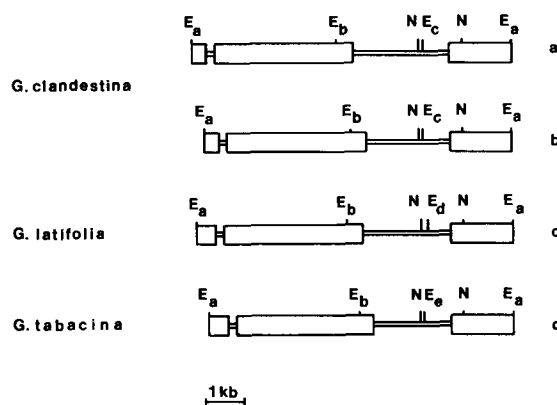 Ea Eb N Ec N Ea
G. clandestina a
Ea Eb N Ec N Ea
b
Ea Eb N Ed N Ea
G. latifolia
Ea Eb N Ee N Ea
G. tabacina
1kb